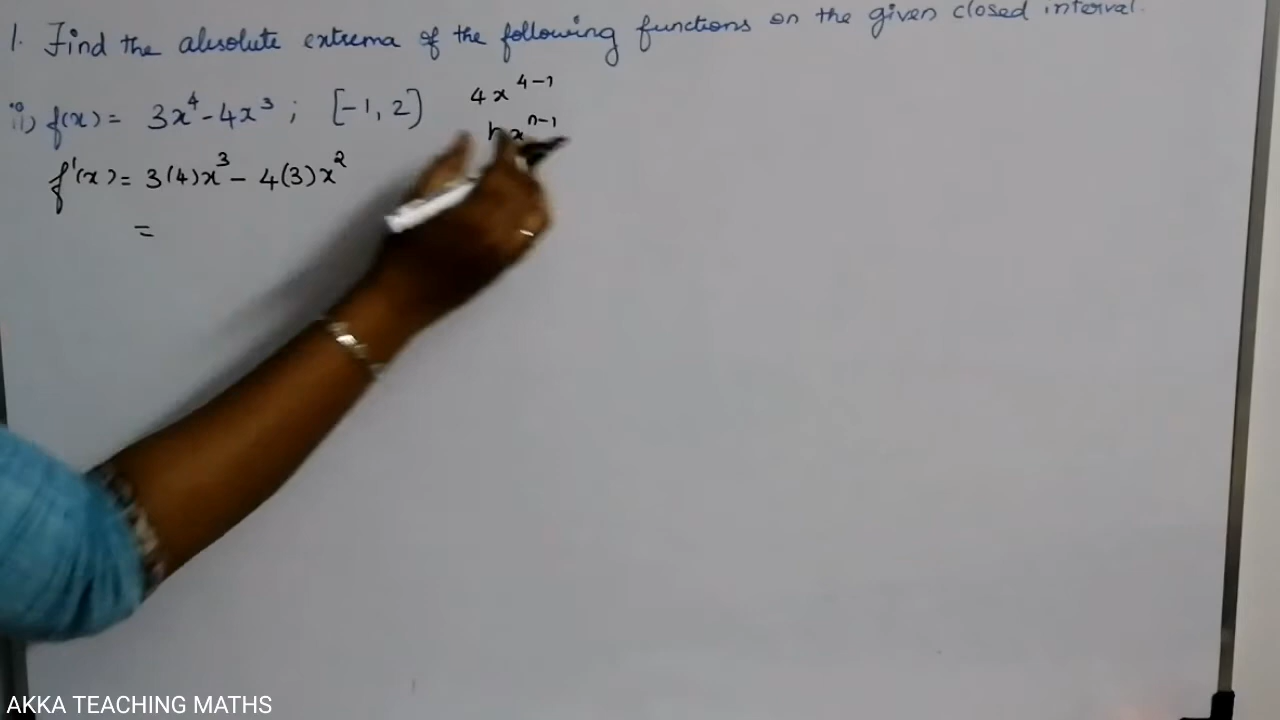 1. Find the absolute extrema of the following functions on the given closed interval.
ii) f(x) = 3x⁴ - 4x³ ; [-1, 2]
4x⁴⁻¹
nxⁿ⁻¹
f'(x) = 3(4)x³ - 4(3)x²
=
AKKA TEACHING MATHS